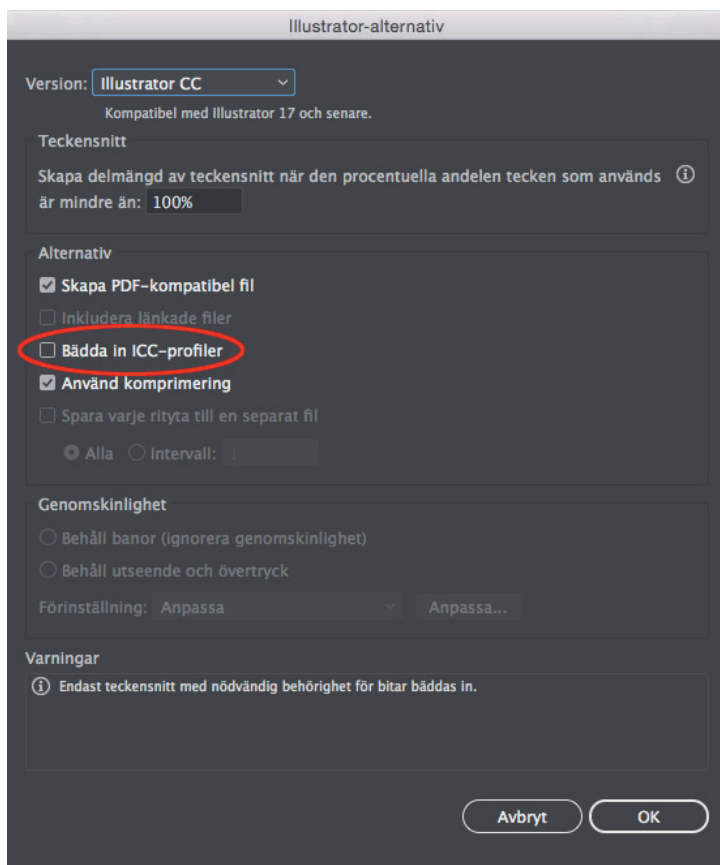 Illustrator-alternativ
Version: Illustrator CC
Kompatibel med Illustrator 17 och senare.
Teckensnitt
Skapa delmängd av teckensnitt när den procentuella andelen tecken som används
är mindre än: 100%
Alternativ
Skapa PDF-kompatibel fil
Inkludera länkade filer
Bädda in ICC-profiler
Använd komprimering
Spara varje rityta till en separat fil
Alla Intervall: 1
Genomskinlighet
Behåll banor (ignorera genomskinlighet)
Behåll utseende och övertryck
Förinställning: Anpassa Anpassa...
Varningar
Endast teckensnitt med nödvändig behörighet för bitar bäddas in.
Avbryt OK